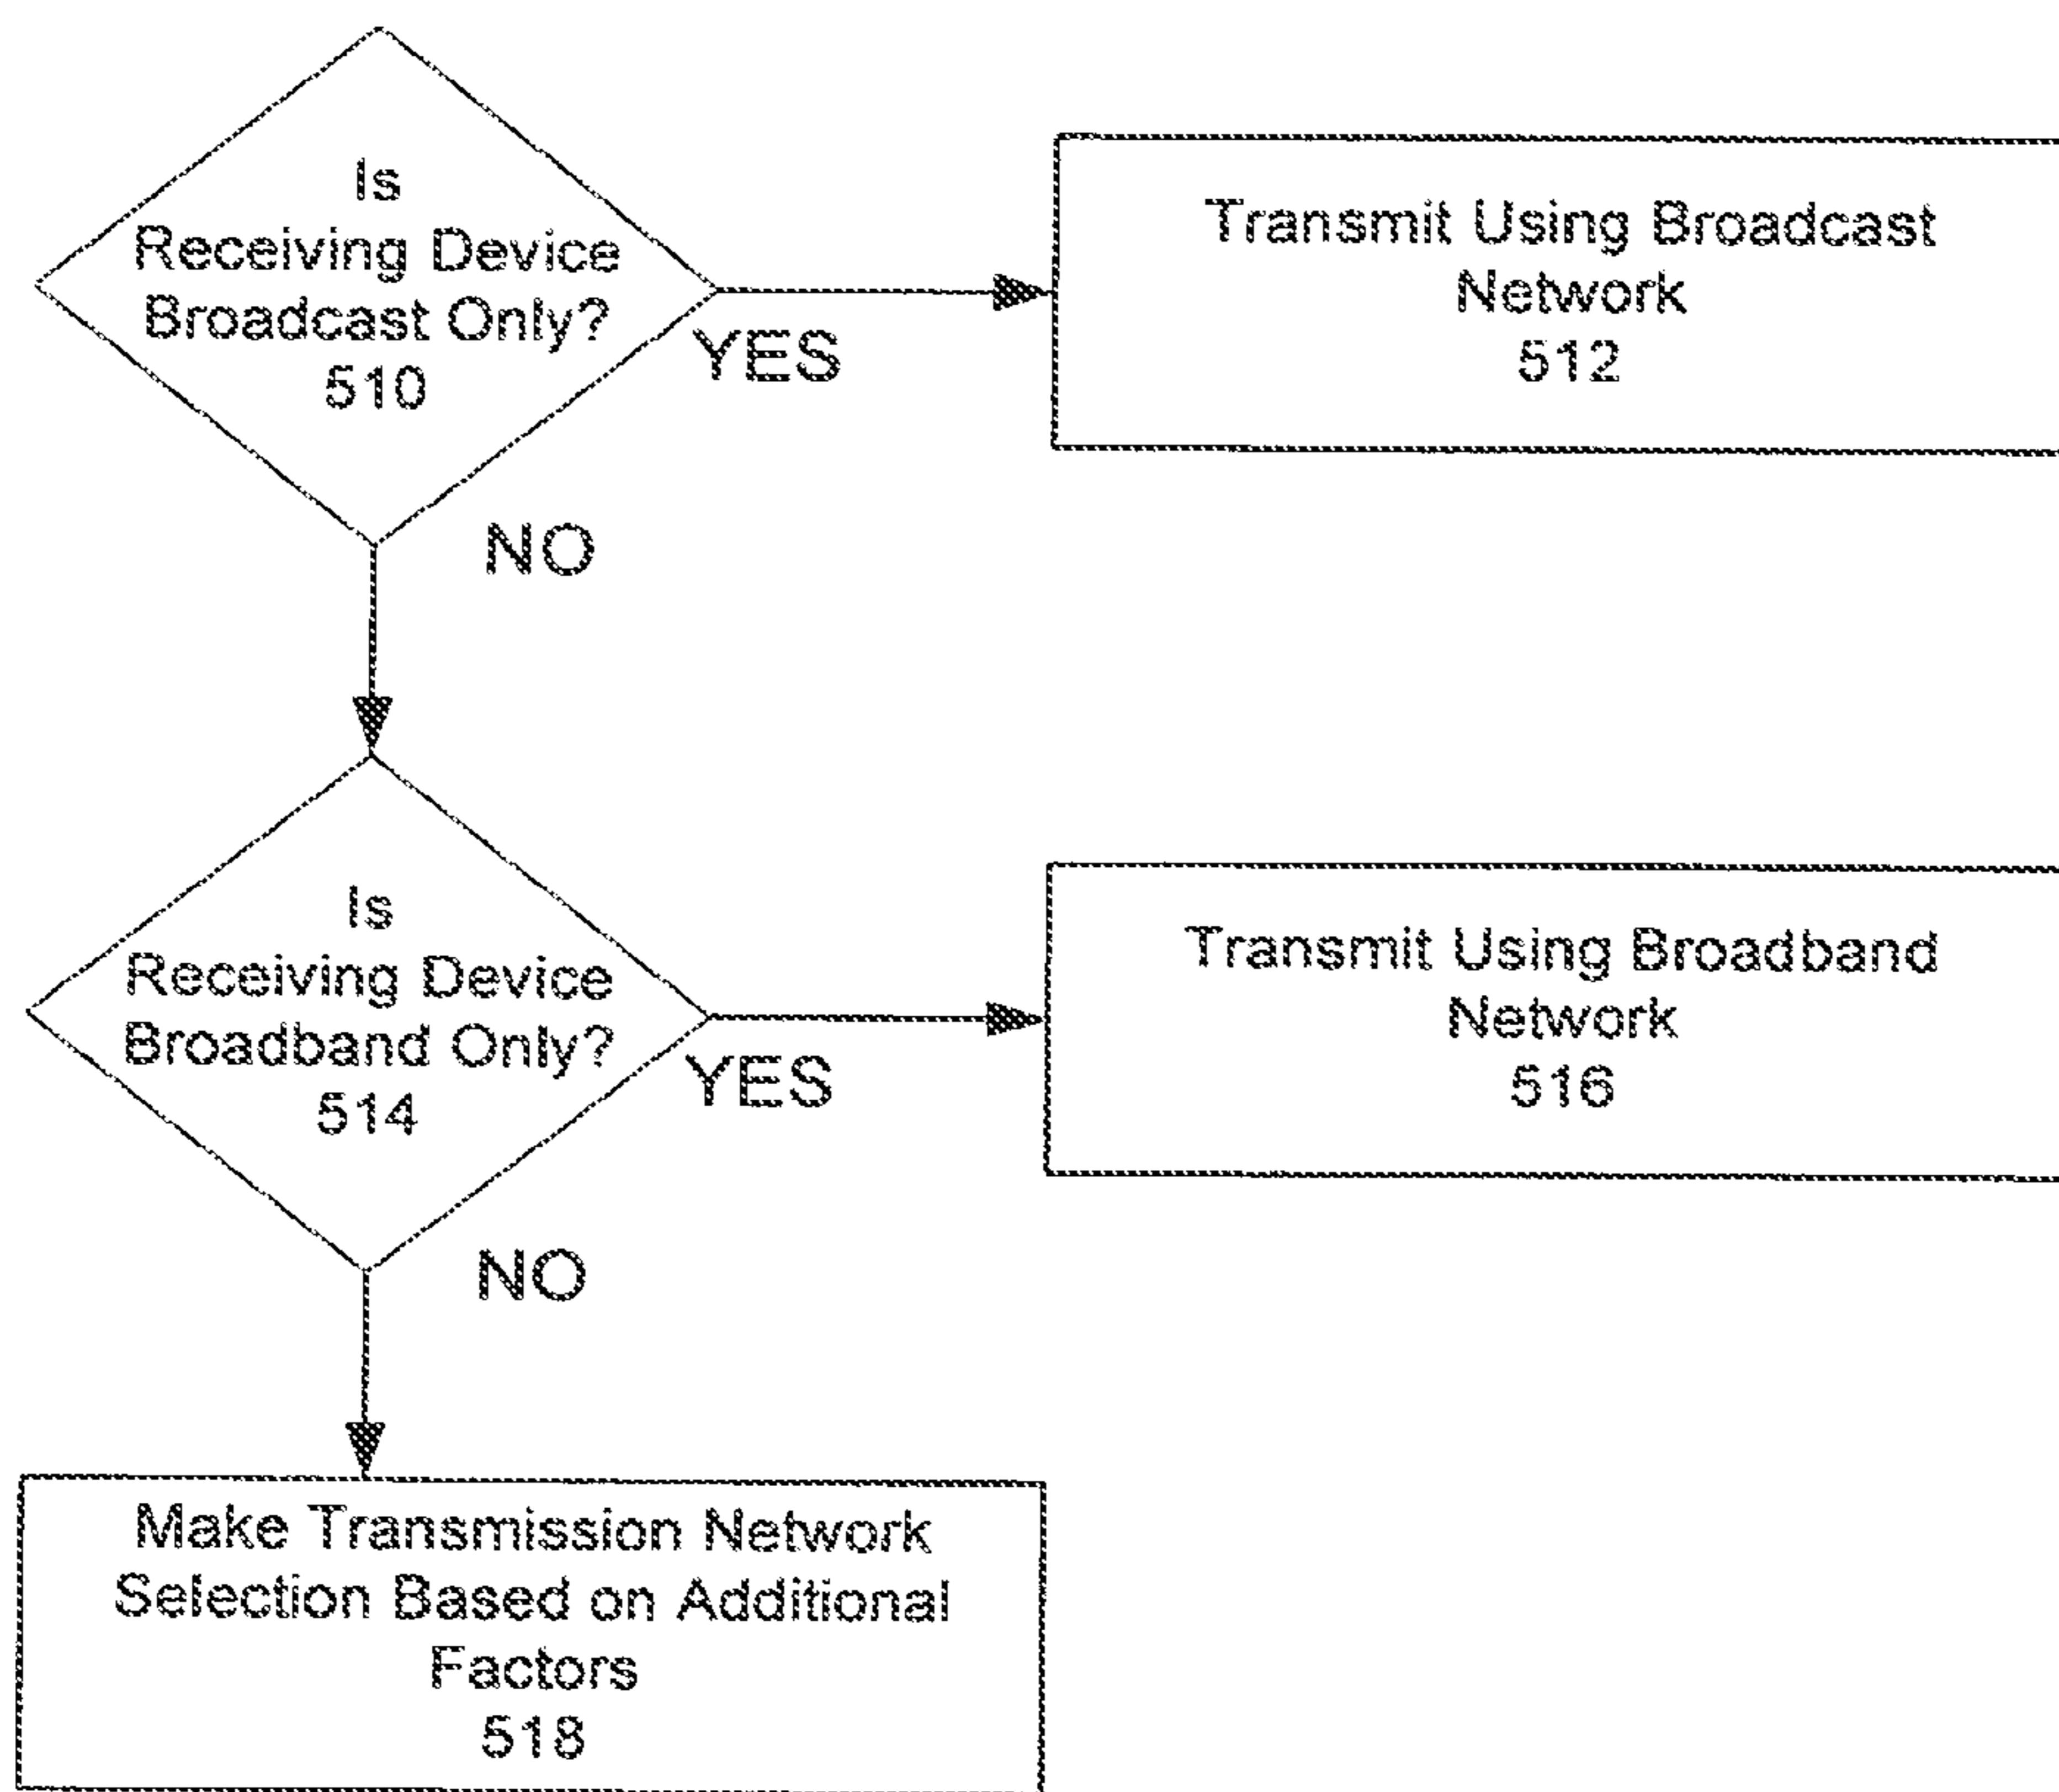 Is
Receiving Device
Broadcast Only?
510
YES
Transmit Using Broadcast
Network
512
NO
Is
Receiving Device
Broadband Only?
514
YES
Transmit Using Broadband
Network
516
NO
Make Transmission Network
Selection Based on Additional
Factors
518